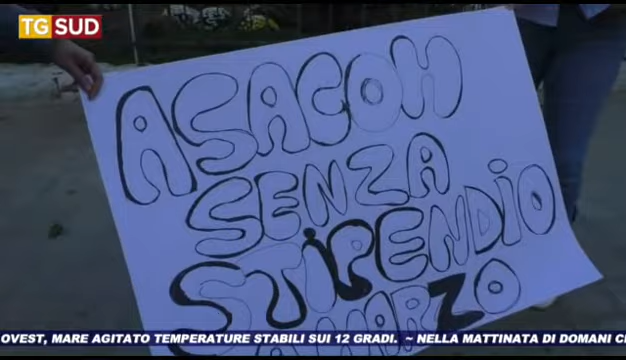 TG SUD
ASACOM
SENZA
STIPENDIO
A MARZO
OVEST, MARE AGITATO TEMPERATURE STABILI SUI 12 GRADI. ~ NELLA MATTINATA DI DOMANI